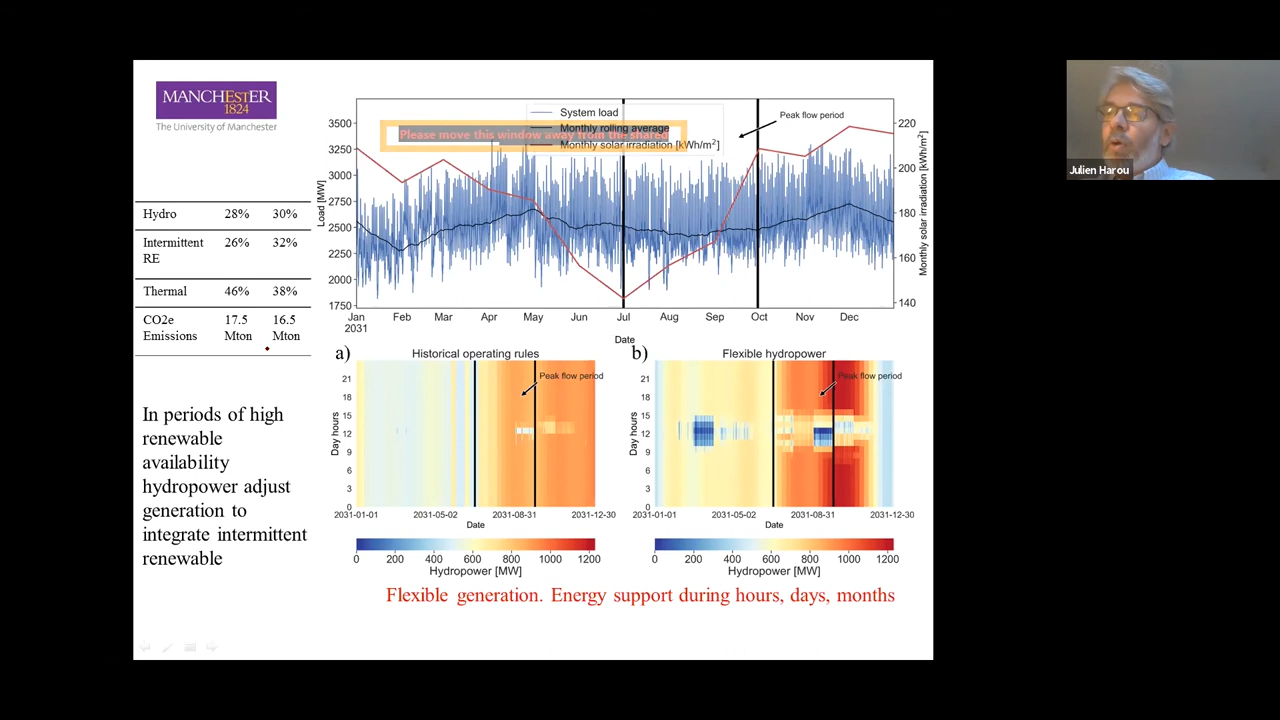 MANCHESTER
1824
The University of Manchester
Hydro 28% 30%
Intermittent 26% 32%
RE
Thermal 46% 38%
CO2e 17.5 16.5
Emissions Mton Mton
In periods of high
renewable
availability
hydropower adjust
generation to
integrate intermittent
renewable
System load
Monthly rolling average
Monthly solar irradiation [kWh/m²]
Please move this window away from the shared
Peak flow period
Load [MW]
3500
3250
3000
2750
2500
2250
2000
1750
220
200
180
160
140
Monthly solar irradiation [kWh/m²]
Jan Feb Mar Apr May Jun Jul Aug Sep Oct Nov Dec
2031
Date
a) Historical operating rules
Peak flow period
Day hours
21
18
15
12
9
6
3
0
2031-01-01 2031-05-02 2031-08-31 2031-12-30
Date
0 200 400 600 800 1000 1200
Hydropower [MW]
b) Flexible hydropower
Peak flow period
Day hours
21
18
15
12
9
6
3
0
2031-01-01 2031-05-02 2031-08-31 2031-12-30
Date
0 200 400 600 800 1000 1200
Hydropower [MW]
Flexible generation. Energy support during hours, days, months
Julien Harou